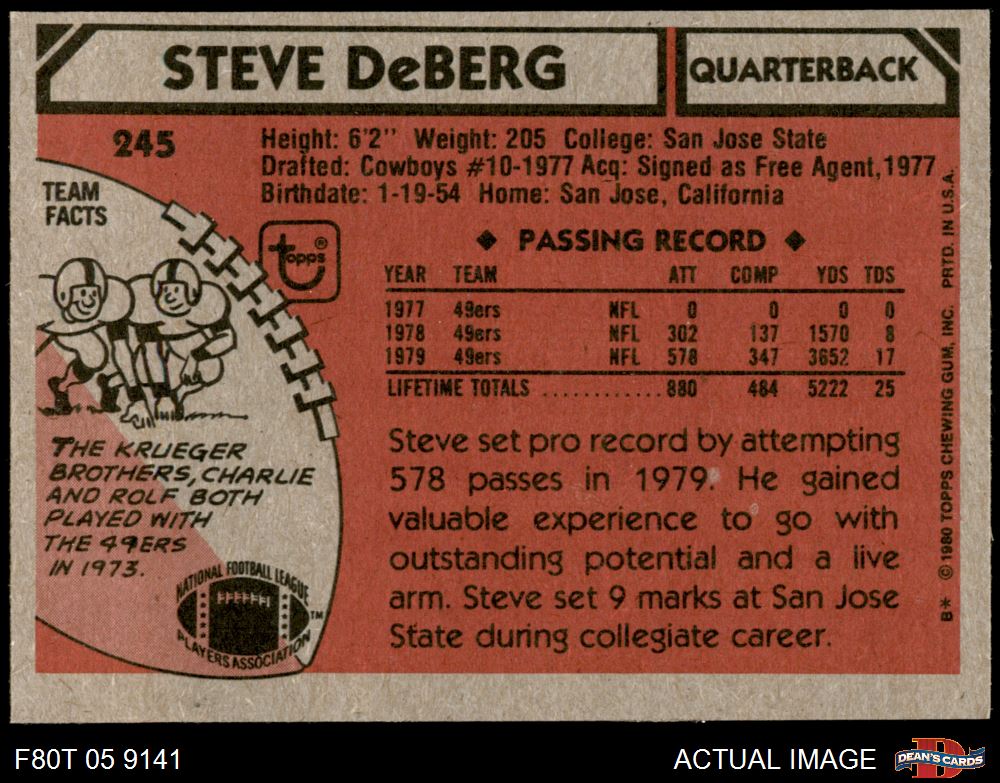 STEVE DeBERG
QUARTERBACK
245
Height: 6'2" Weight: 205 College: San Jose State
Drafted: Cowboys #10-1977 Acq: Signed as Free Agent, 1977
Birthdate: 1-19-54 Home: San Jose, California
TEAM
FACTS
topps®
◆ PASSING RECORD ◆
YEAR TEAM ATT COMP YDS TDS
1977 49ers NFL 0 0 0 0
1978 49ers NFL 302 137 1570 8
1979 49ers NFL 578 347 3652 17
LIFETIME TOTALS ............ 880 484 5222 25
Steve set pro record by attempting
578 passes in 1979. He gained
valuable experience to go with
outstanding potential and a live
arm. Steve set 9 marks at San Jose
State during collegiate career.
THE KRUEGER
BROTHERS, CHARLIE
AND ROLF BOTH
PLAYED WITH
THE 49ERS
IN 1973.
NATIONAL FOOTBALL LEAGUE
PLAYERS ASSOCIATION
™
B* © 1980 TOPPS CHEWING GUM, INC. PRTD. IN U.S.A.
F80T 05 9141
ACTUAL IMAGE
D
DEAN'S CARDS